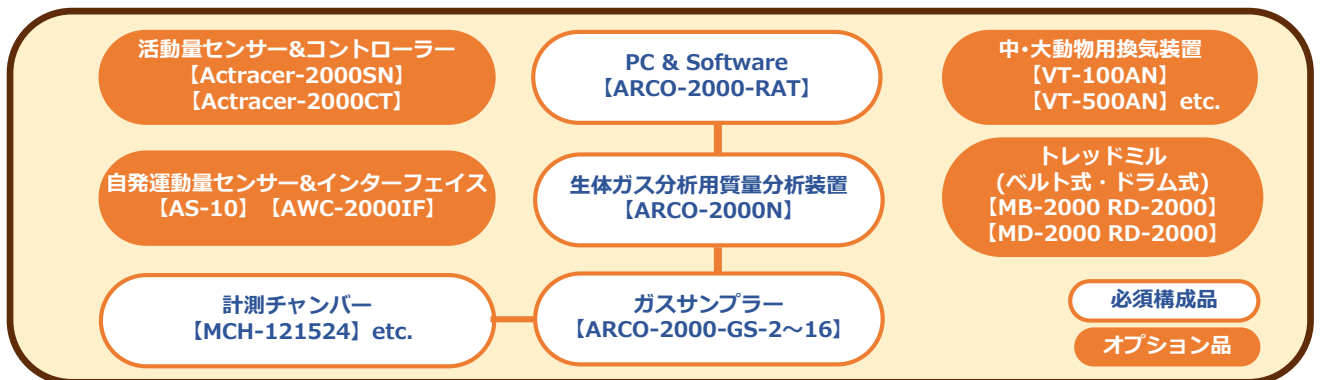 活動量センサー&コントローラー
【Actracer-2000SN】
【Actracer-2000CT】
PC & Software
【ARCO-2000-RAT】
中・大動物用換気装置
【VT-100AN】
【VT-500AN】etc.
自発運動量センサー&インターフェイス
【AS-10】【AWC-2000IF】
生体ガス分析用質量分析装置
【ARCO-2000N】
トレッドミル
(ベルト式・ドラム式)
【MB-2000 RD-2000】
【MD-2000 RD-2000】
計測チャンバー
【MCH-121524】etc.
ガスサンプラー
【ARCO-2000-GS-2～16】
必須構成品
オプション品